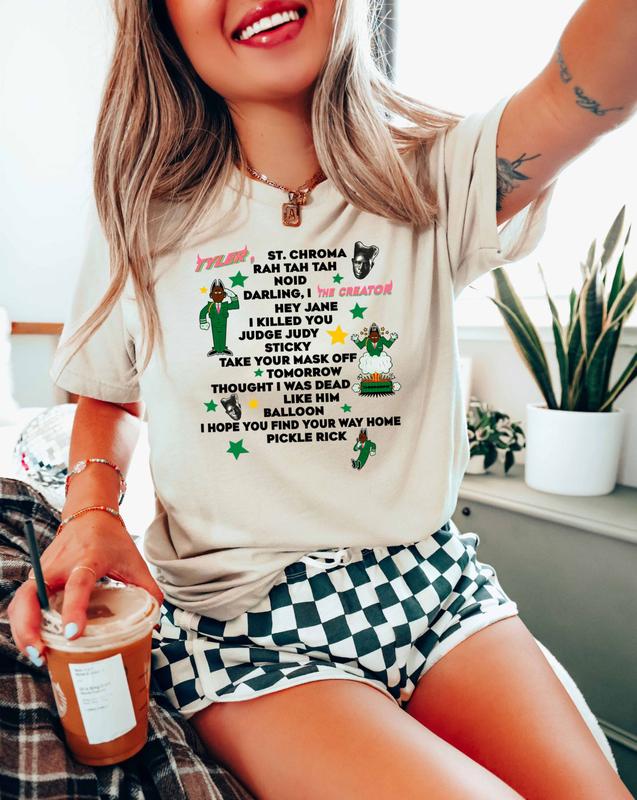 TYLER, ST. CHROMA
RAH TAH TAH
NOID
DARLING, I THE CREATOR
HEY JANE
I KILLED YOU
JUDGE JUDY
STICKY
TAKE YOUR MASK OFF
TOMORROW
THOUGHT I WAS DEAD
LIKE HIM
BALLOON
I HOPE YOU FIND YOUR WAY HOME
PICKLE RICK
A